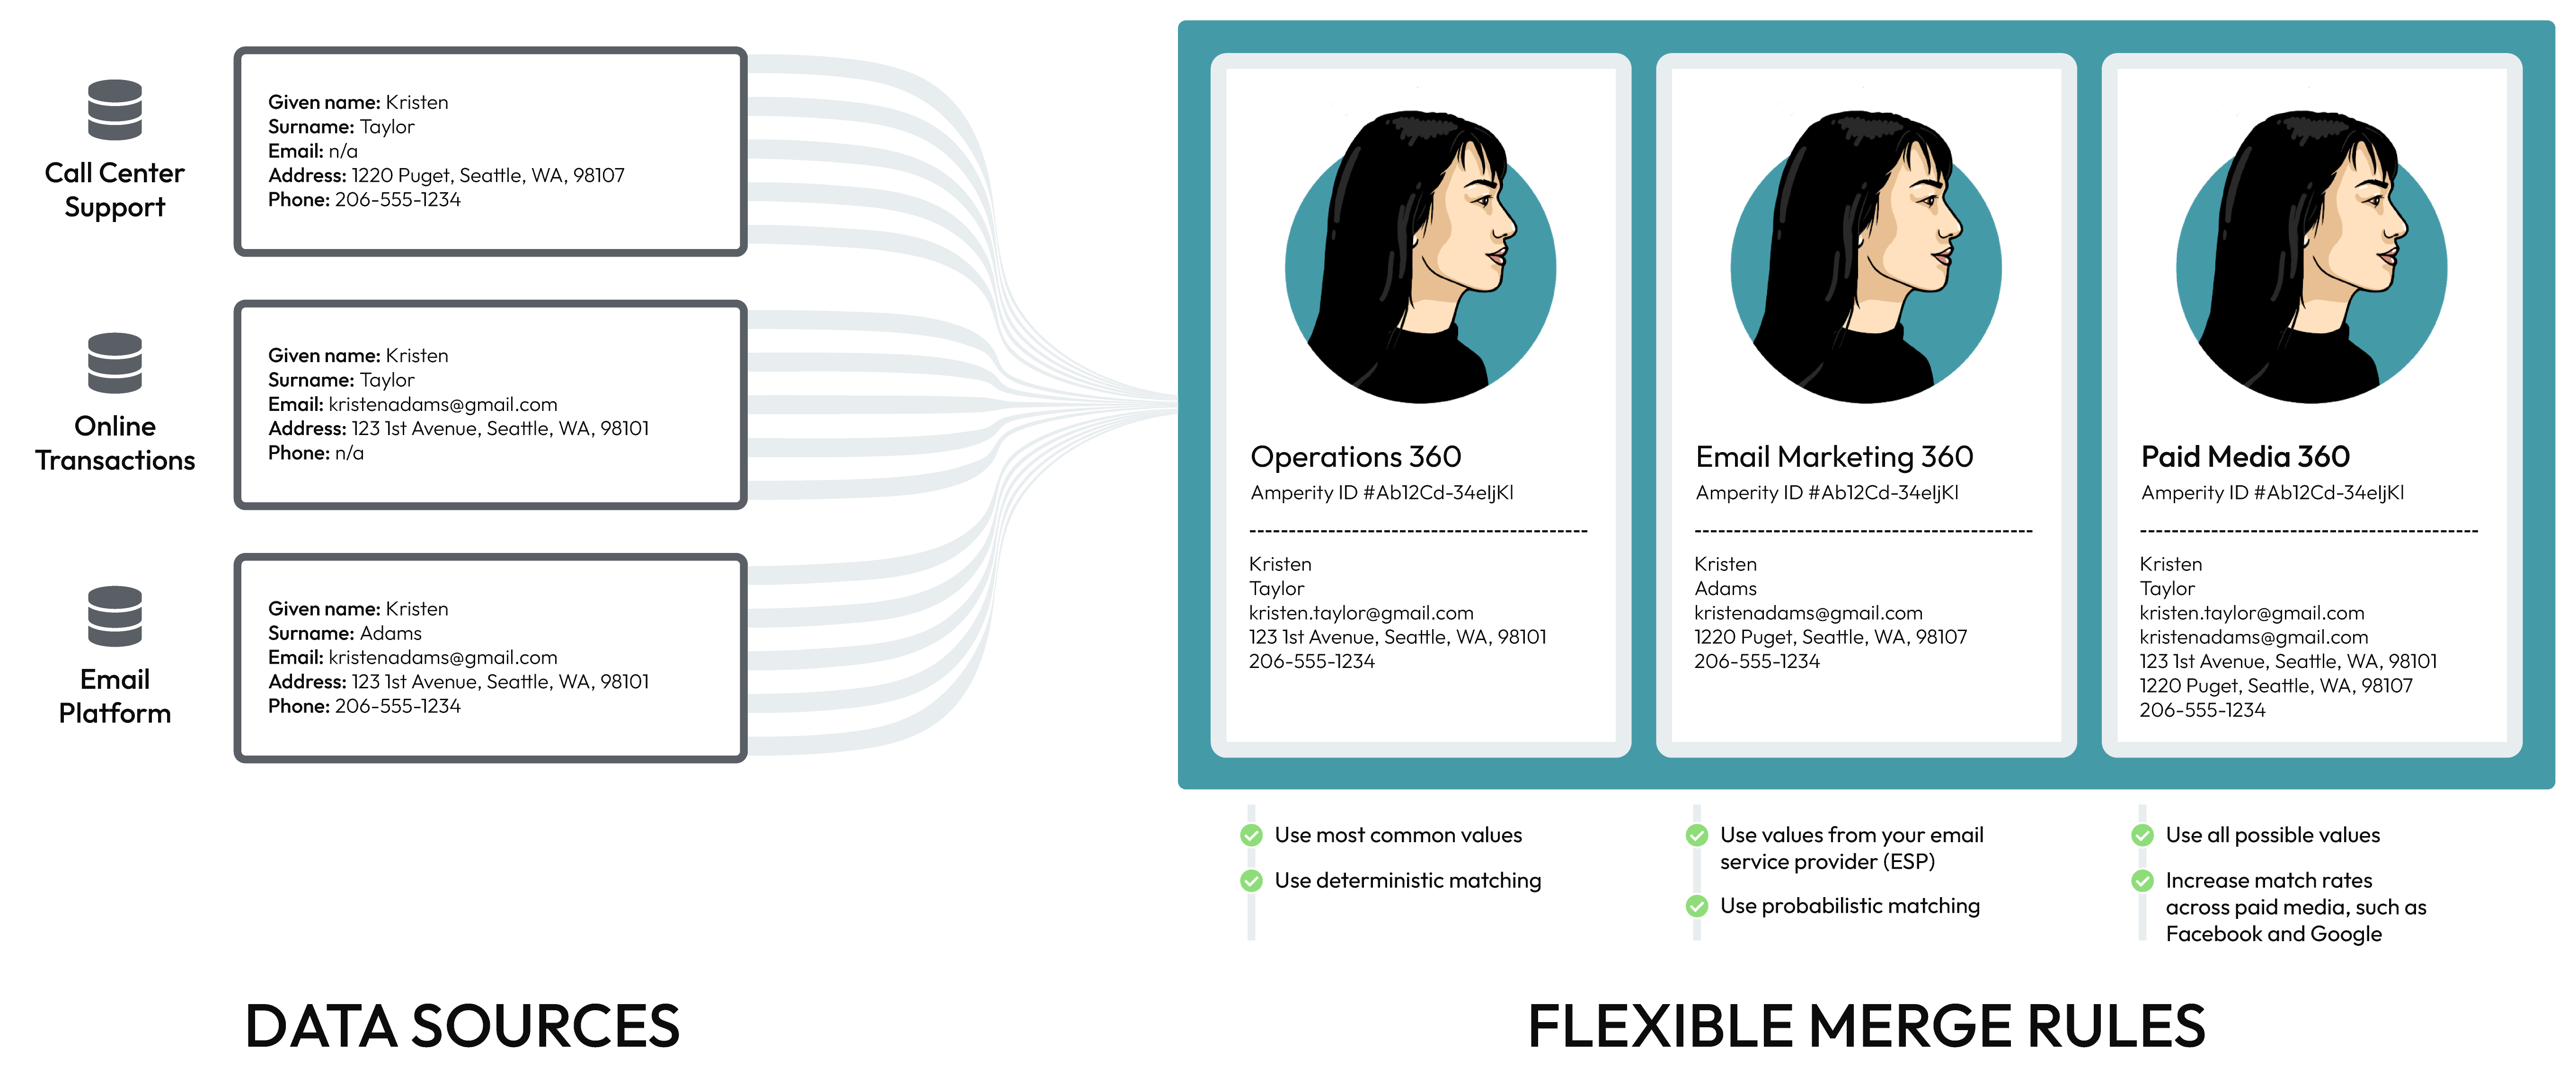 Call Center
Support
Given name: Kristen
Surname: Taylor
Email: n/a
Address: 1220 Puget, Seattle, WA, 98107
Phone: 206-555-1234
Online
Transactions
Given name: Kristen
Surname: Taylor
Email: kristenadams@gmail.com
Address: 123 1st Avenue, Seattle, WA, 98101
Phone: n/a
Email
Platform
Given name: Kristen
Surname: Adams
Email: kristenadams@gmail.com
Address: 123 1st Avenue, Seattle, WA, 98101
Phone: 206-555-1234
DATA SOURCES
Operations 360
Amperity ID #Ab12Cd-34eIjKl
Kristen
Taylor
kristen.taylor@gmail.com
123 1st Avenue, Seattle, WA, 98101
206-555-1234
Use most common values
Use deterministic matching
Email Marketing 360
Amperity ID #Ab12Cd-34eIjKl
Kristen
Adams
kristenadams@gmail.com
1220 Puget, Seattle, WA, 98107
206-555-1234
Use values from your email
service provider (ESP)
Use probabilistic matching
Paid Media 360
Amperity ID #Ab12Cd-34eIjKl
Kristen
Taylor
kristen.taylor@gmail.com
kristenadams@gmail.com
123 1st Avenue, Seattle, WA, 98101
1220 Puget, Seattle, WA, 98107
206-555-1234
Use all possible values
Increase match rates
across paid media, such as
Facebook and Google
FLEXIBLE MERGE RULES